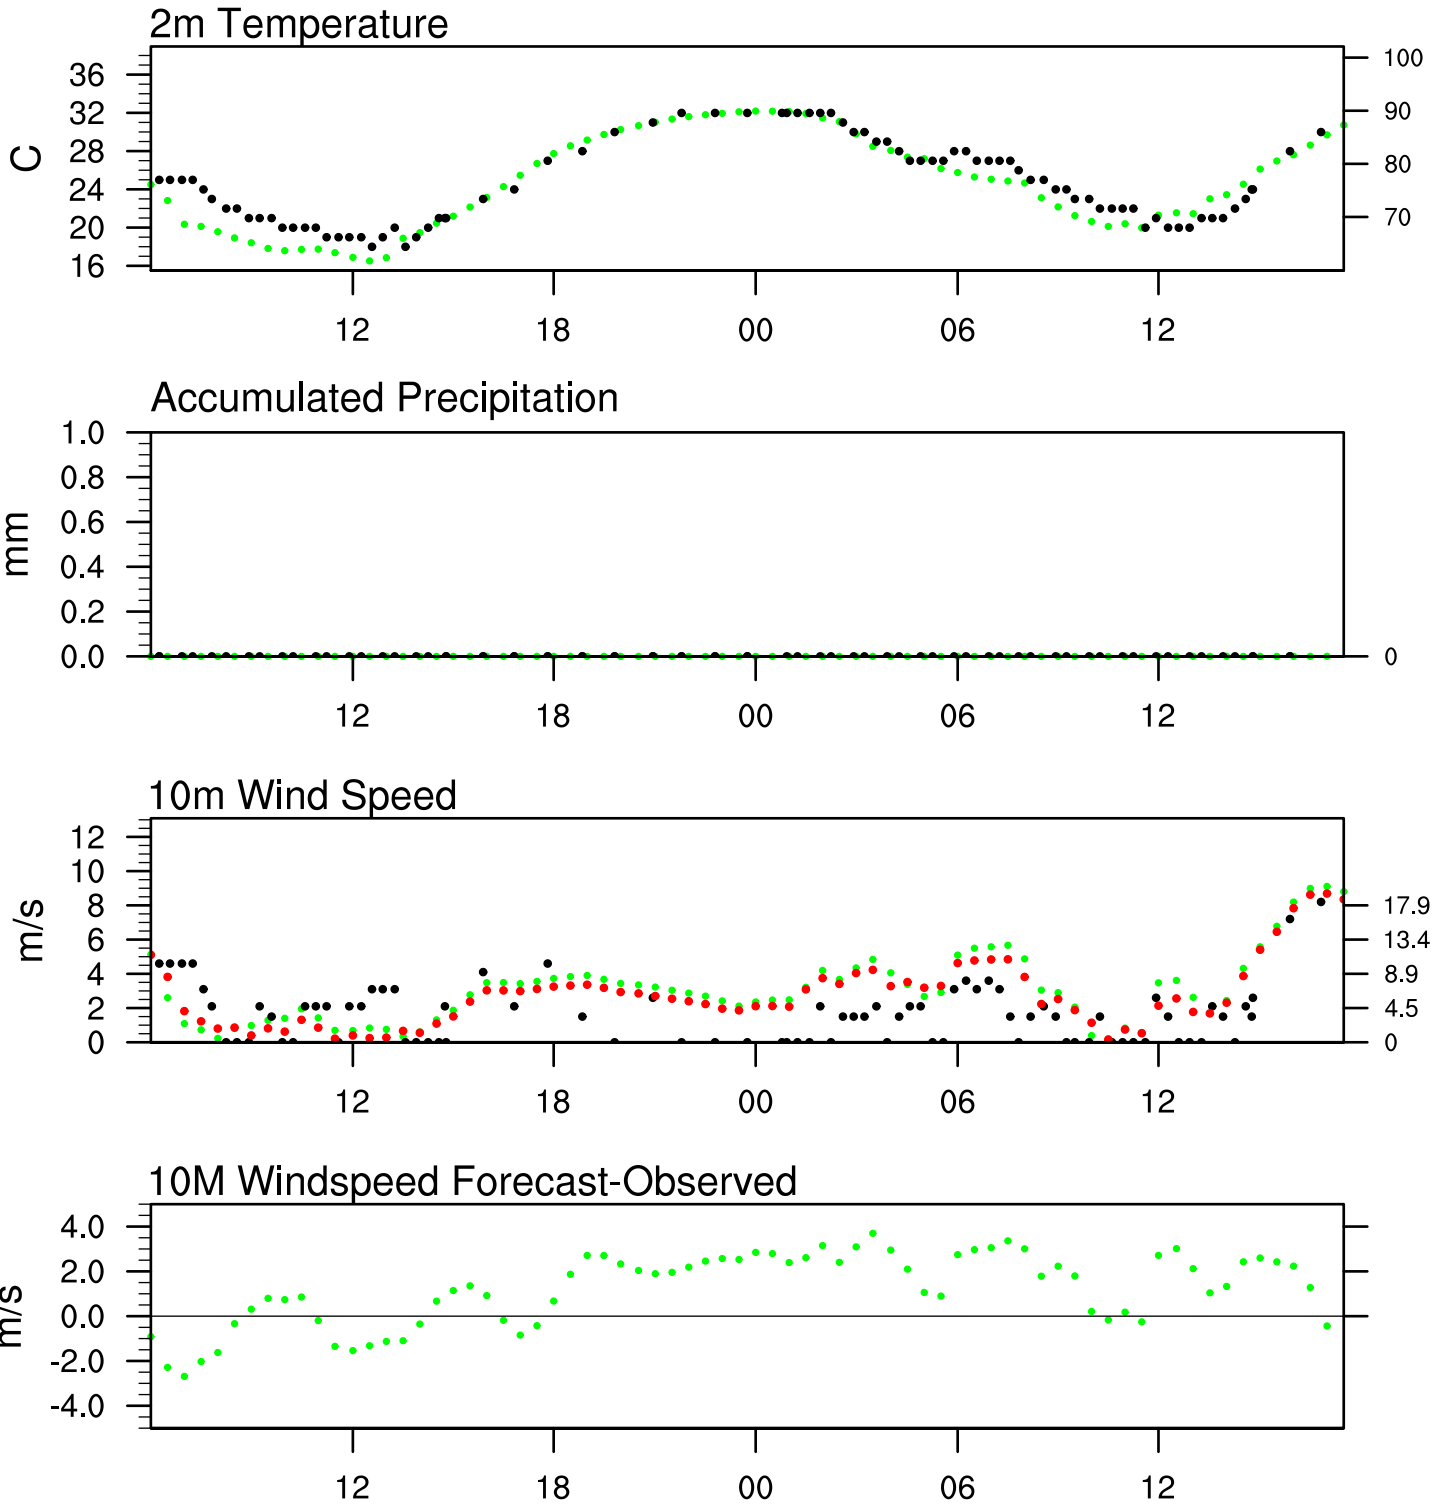 2m Temperature
36
32
28
24
20
16
C
100
90
80
70
12 18 00 06 12
Accumulated Precipitation
1.0
0.8
0.6
0.4
0.2
0.0
mm
0
12 18 00 06 12
10m Wind Speed
12
10
8
6
4
2
0
m/s
17.9
13.4
8.9
4.5
0
12 18 00 06 12
10M Windspeed Forecast-Observed
4.0
2.0
0.0
-2.0
-4.0
m/s
12 18 00 06 12